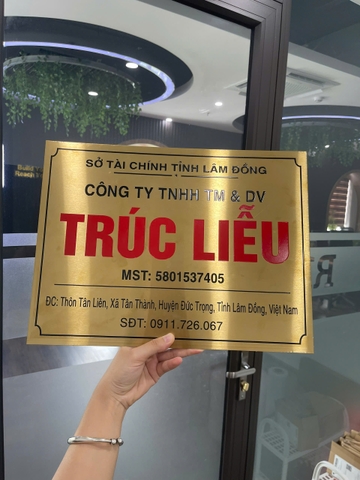 SỞ TÀI CHÍNH TỈNH LÂM ĐỒNG
CÔNG TY TNHH TM & DV
TRÚC LIỄU
MST: 5801537405
ĐC: Thôn Tân Liên, Xã Tân Thành, Huyện Đức Trọng, Tỉnh Lâm Đồng, Việt Nam
SĐT: 0911.726.067